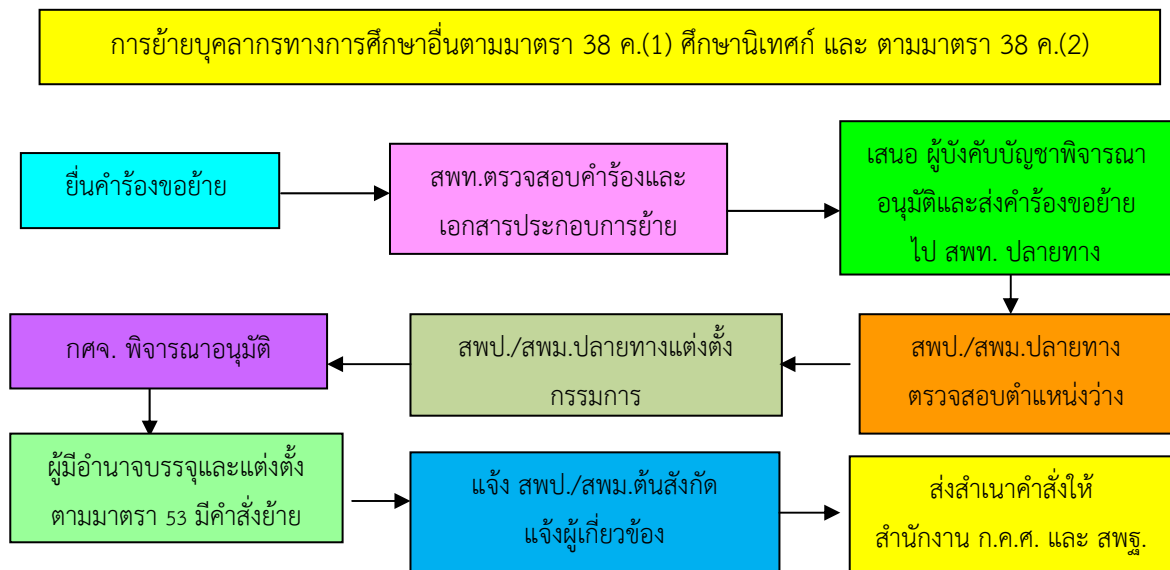 การย้ายบุคลากรทางการศึกษาอื่นตามมาตรา 38 ค.(1) ศึกษานิเทศก์ และ ตามมาตรา 38 ค.(2)
ยื่นคำร้องขอย้าย
สพท.ตรวจสอบคำร้องและ
เอกสารประกอบการย้าย
เสนอ ผู้บังคับบัญชาพิจารณา
อนุมัติและส่งคำร้องขอย้าย
ไป สพท. ปลายทาง
สพป./สพม.ปลายทาง
ตรวจสอบตำแหน่งว่าง
สพป./สพม.ปลายทางแต่งตั้ง
กรรมการ
กศจ. พิจารณาอนุมัติ
ผู้มีอำนาจบรรจุและแต่งตั้ง
ตามมาตรา 53 มีคำสั่งย้าย
แจ้ง สพป./สพม.ต้นสังกัด
แจ้งผู้เกี่ยวข้อง
ส่งสำเนาคำสั่งให้
สำนักงาน ก.ค.ศ. และ สพฐ.